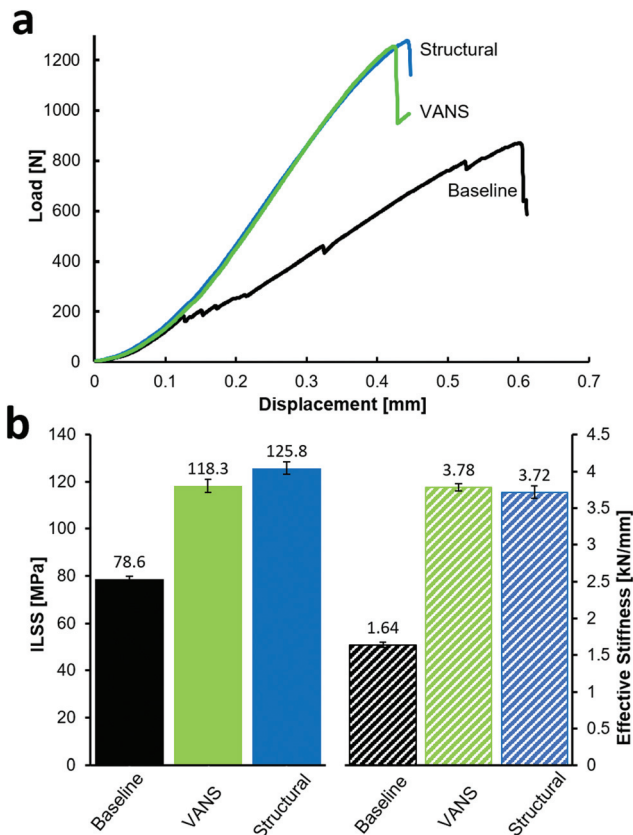 a
1200
1000
800
600
400
200
0
Load [N]
Structural
VANS
Baseline
0 0.1 0.2 0.3 0.4 0.5 0.6 0.7
Displacement [mm]
b
140
120
100
80
60
40
20
0
ILSS [MPa]
78.6
118.3
125.8
1.64
3.78
3.72
4.5
4
3.5
3
2.5
2
1.5
1
0.5
0
Effective Stiffness [kN/mm]
Baseline
VANS
Structural
Baseline
VANS
Structural